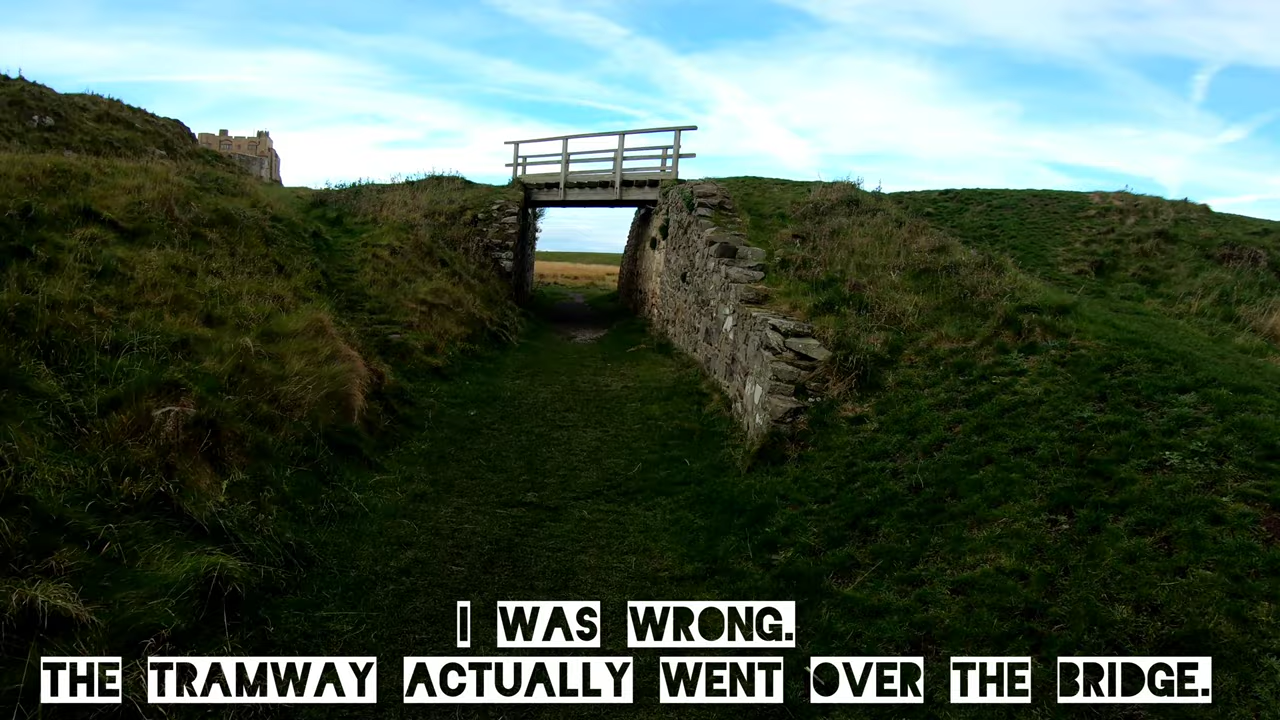 I WAS WRONG.
THE TRAMWAY ACTUALLY WENT OVER THE BRIDGE.